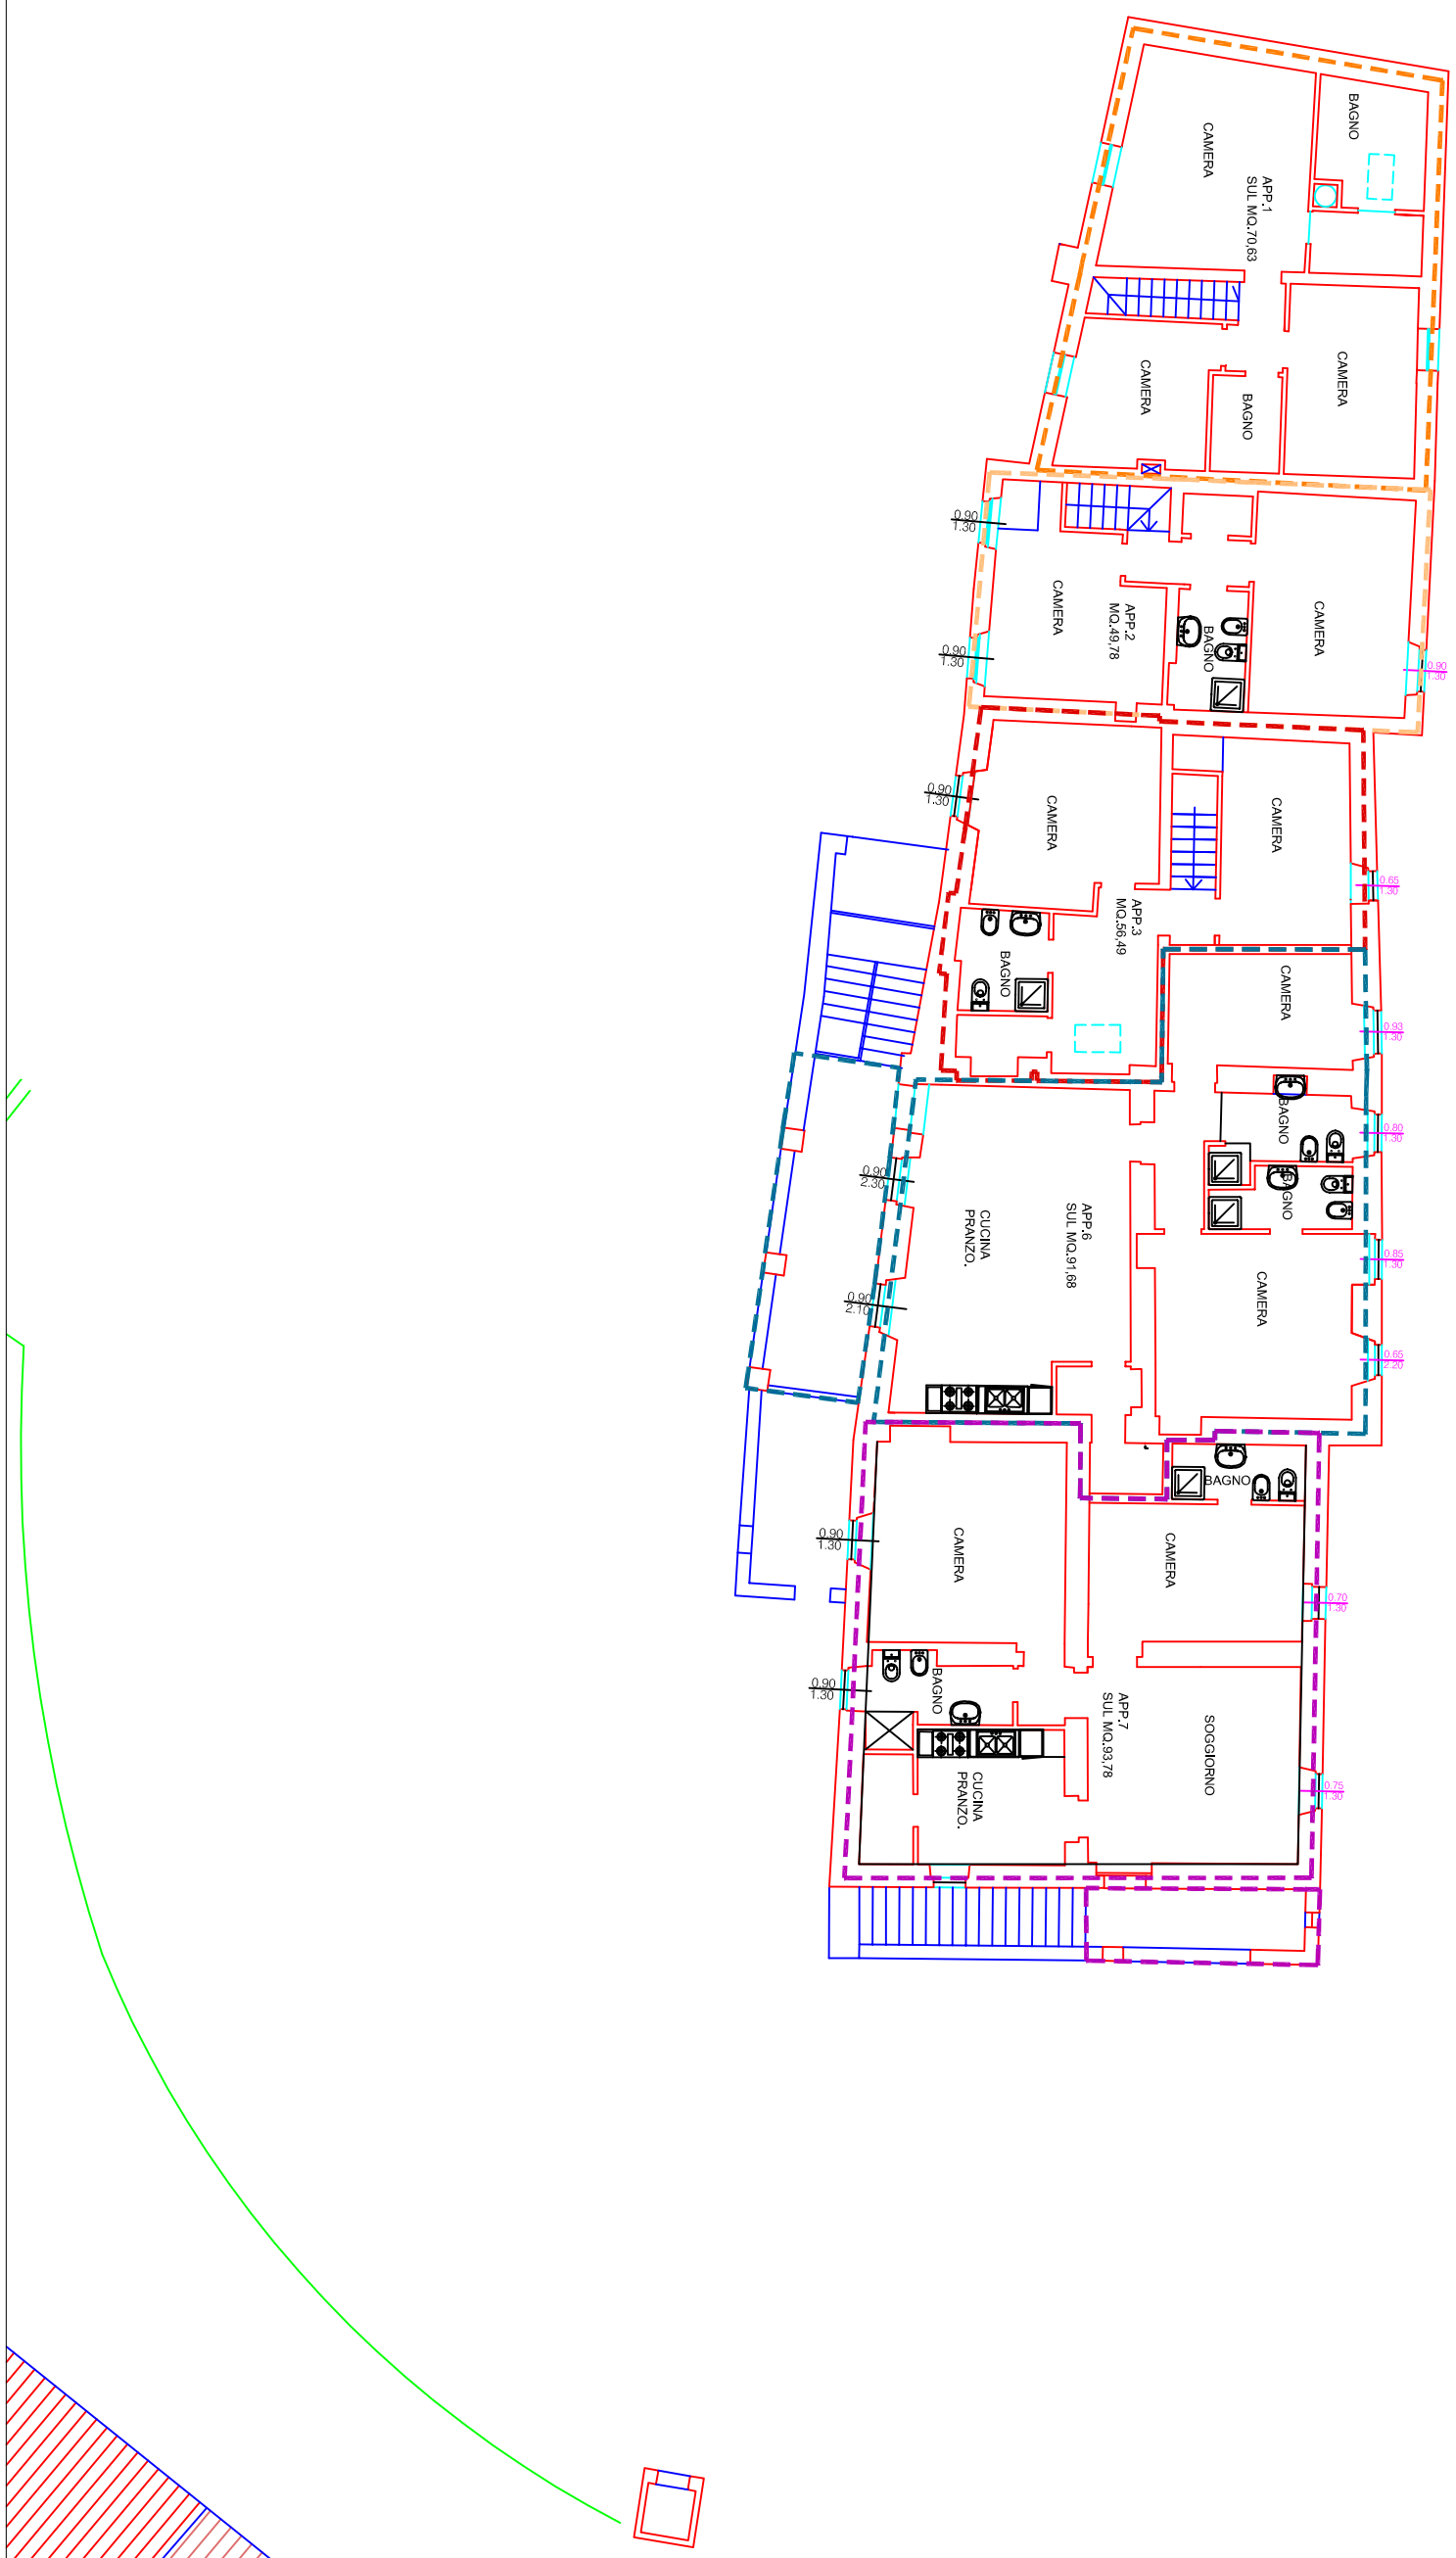 BAGNO
CAMERA
APP.1
SUL MQ.70,63
CAMERA
CAMERA
BAGNO
0.90
1.30
CAMERA
APP.2
MQ.49,78
CAMERA
BAGNO
0.90
1.30
0.90
1.30
0.90
1.30
CAMERA
CAMERA
0.65
1.30
APP.3
MQ.56,49
BAGNO
CAMERA
0.93
1.30
BAGNO
0.80
1.30
0.90
2.30
BAGNO
CUCINA
PRANZO.
APP.6
SUL MQ.91,68
0.85
1.30
CAMERA
0.90
2.10
0.65
2.20
BAGNO
0.90
1.30
CAMERA
CAMERA
0.70
1.30
0.90
1.30
BAGNO
APP.7
SUL MQ.93,78
SOGGIORNO
CUCINA
PRANZO.
0.75
1.30